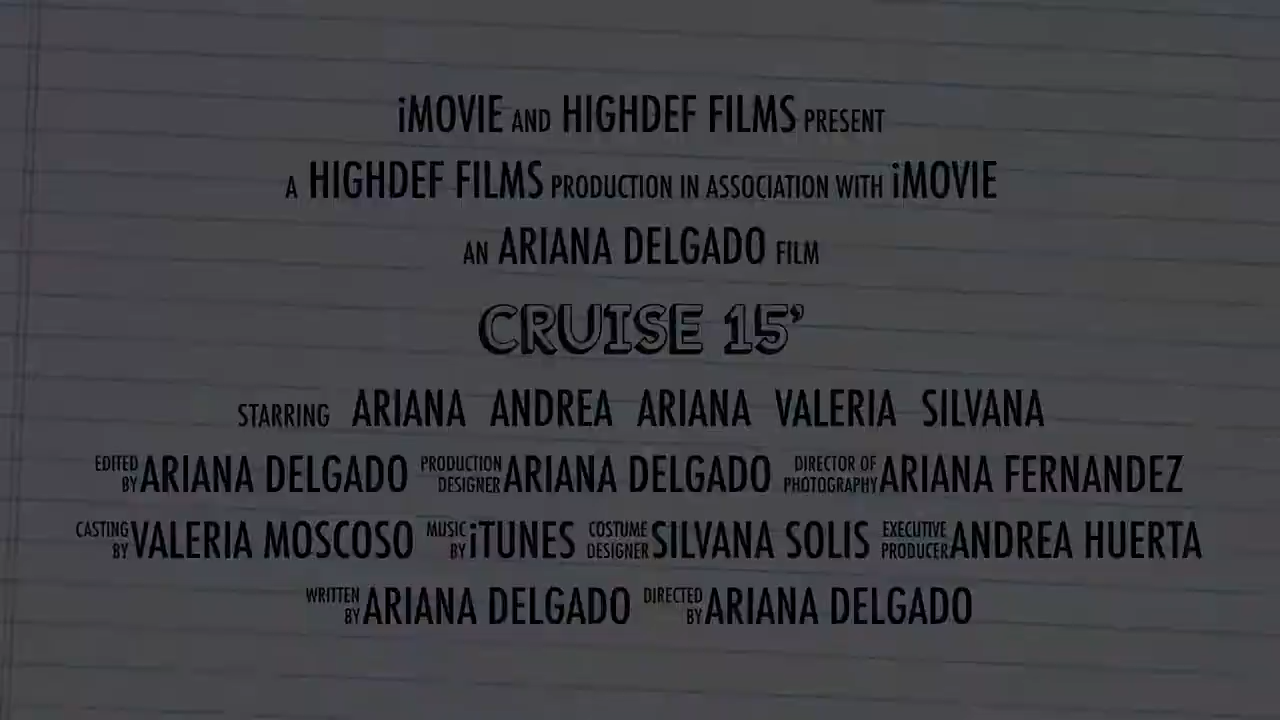 iMOVIE AND HIGHDEF FILMS PRESENT
A HIGHDEF FILMS PRODUCTION IN ASSOCIATION WITH iMOVIE
AN ARIANA DELGADO FILM
CRUISE 15’
STARRING ARIANA ANDREA ARIANA VALERIA SILVANA
EDITED BY ARIANA DELGADO PRODUCTION DESIGNER ARIANA DELGADO DIRECTOR OF PHOTOGRAPHY ARIANA FERNANDEZ
CASTING BY VALERIA MOSCOSO MUSIC BY iTUNES COSTUME DESIGNER SILVANA SOLIS EXECUTIVE PRODUCER ANDREA HUERTA
WRITTEN BY ARIANA DELGADO DIRECTED BY ARIANA DELGADO